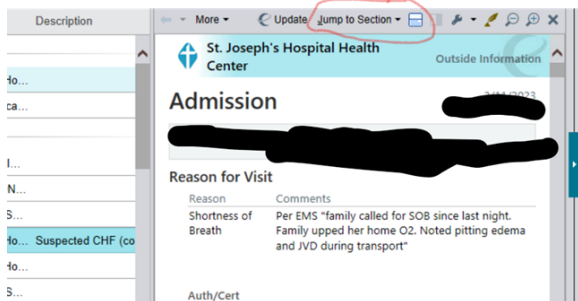 Description
More
Update
Jump to Section
Ho...
ca...
I...
N...
S...
Ho... Suspected CHF (co
Ho...
S...
St. Joseph's Hospital Health
Center
Outside Information
Admission
Reason for Visit
Reason Comments
Shortness of Breath
Per EMS "family called for SOB since last night.
Family upped her home O2. Noted pitting edema
and JVD during transport"
Auth/Cert